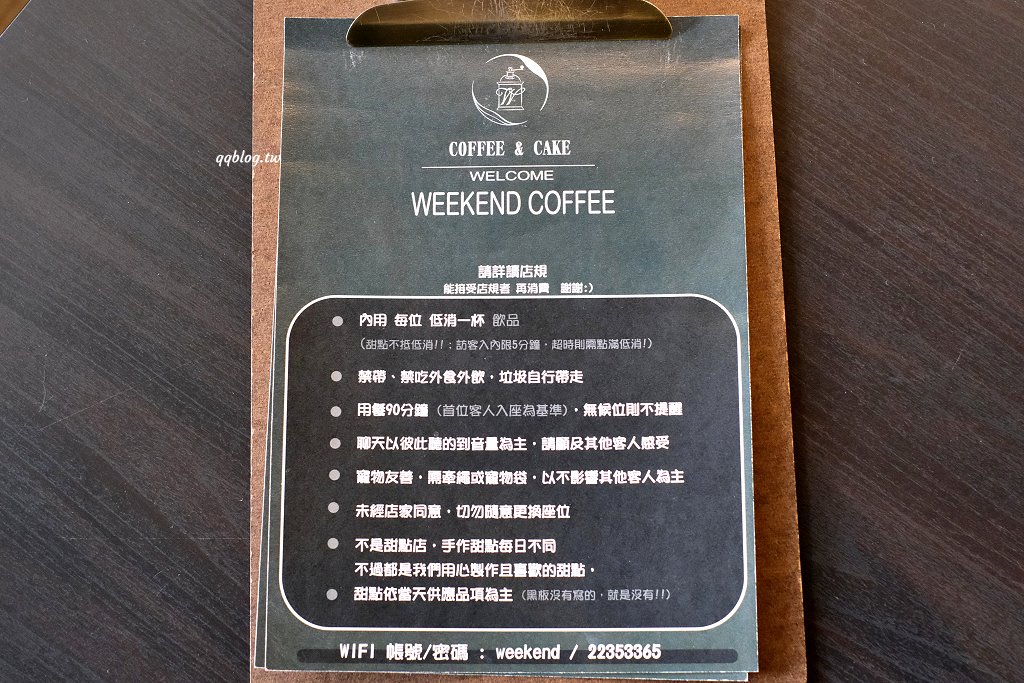 qqblog.tw
W
COFFEE & CAKE
WELCOME
WEEKEND COFFEE
請詳讀店規
能接受店規者 再消費 謝謝:)
內用 每位 低消一杯 飲品
(甜點不抵低消!!；訪客入內限5分鐘，超時則需點滿低消!)
禁帶、禁吃外食外飲，垃圾自行帶走
用餐90分鐘 (首位客人入座為基準)，無候位則不提醒
聊天以彼此聽的到音量為主，請顧及其他客人感受
寵物友善，需牽繩或寵物袋，以不影響其他客人為主
未經店家同意，切勿隨意更換座位
不是甜點店，手作甜點每日不同
不過都是我們用心製作且喜歡的甜點。
甜點依當天供應品項為主 (黑板沒有寫的，就是沒有!!)
WIFI 帳號/密碼 : weekend / 22353365